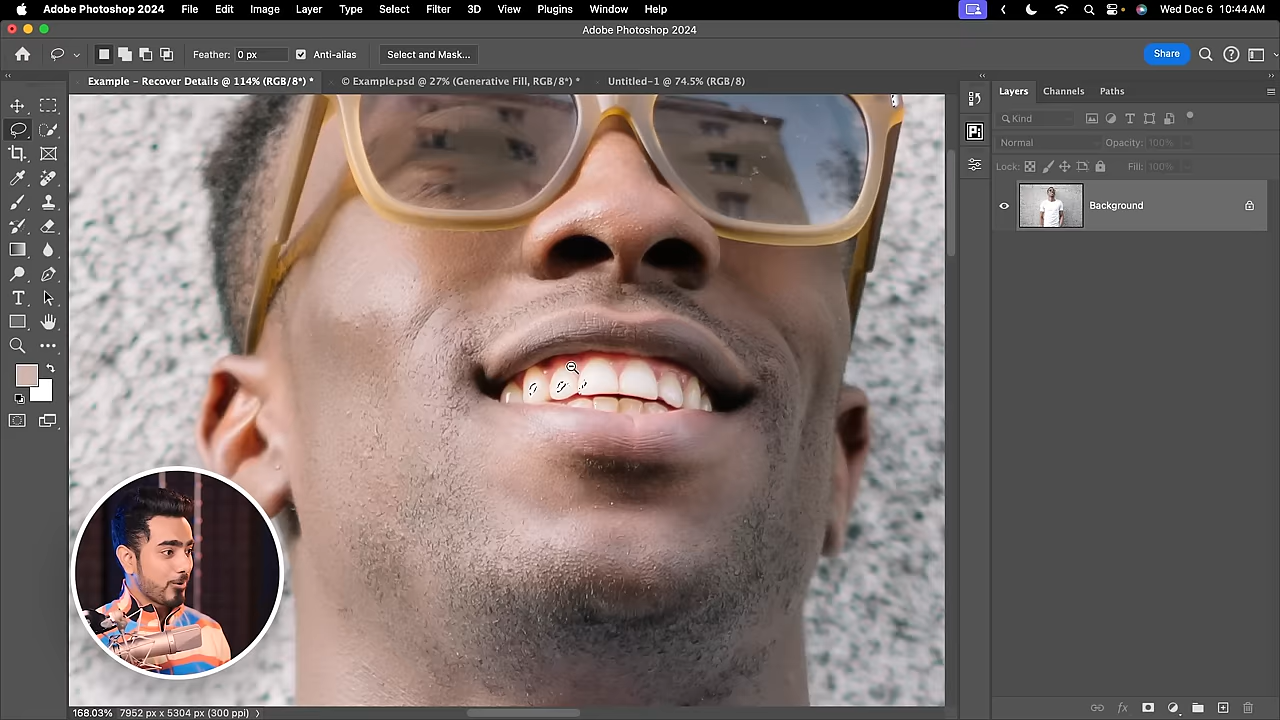 Adobe Photoshop 2024 File Edit Image Layer Type Select Filter 3D View Plugins Window Help Wed Dec 6 10:44 AM
Adobe Photoshop 2024
Feather: 0 px Anti-alias Select and Mask... Share
Example – Recover Details @ 114% (RGB/8*) * © Example.psd @ 27% (Generative Fill, RGB/8*) * Untitled-1 @ 74.5% (RGB/8)
Layers Channels Paths
Kind
Normal Opacity: 100%
Lock: Fill: 100%
Background
168.03% 7952 px x 5304 px (300 ppi)